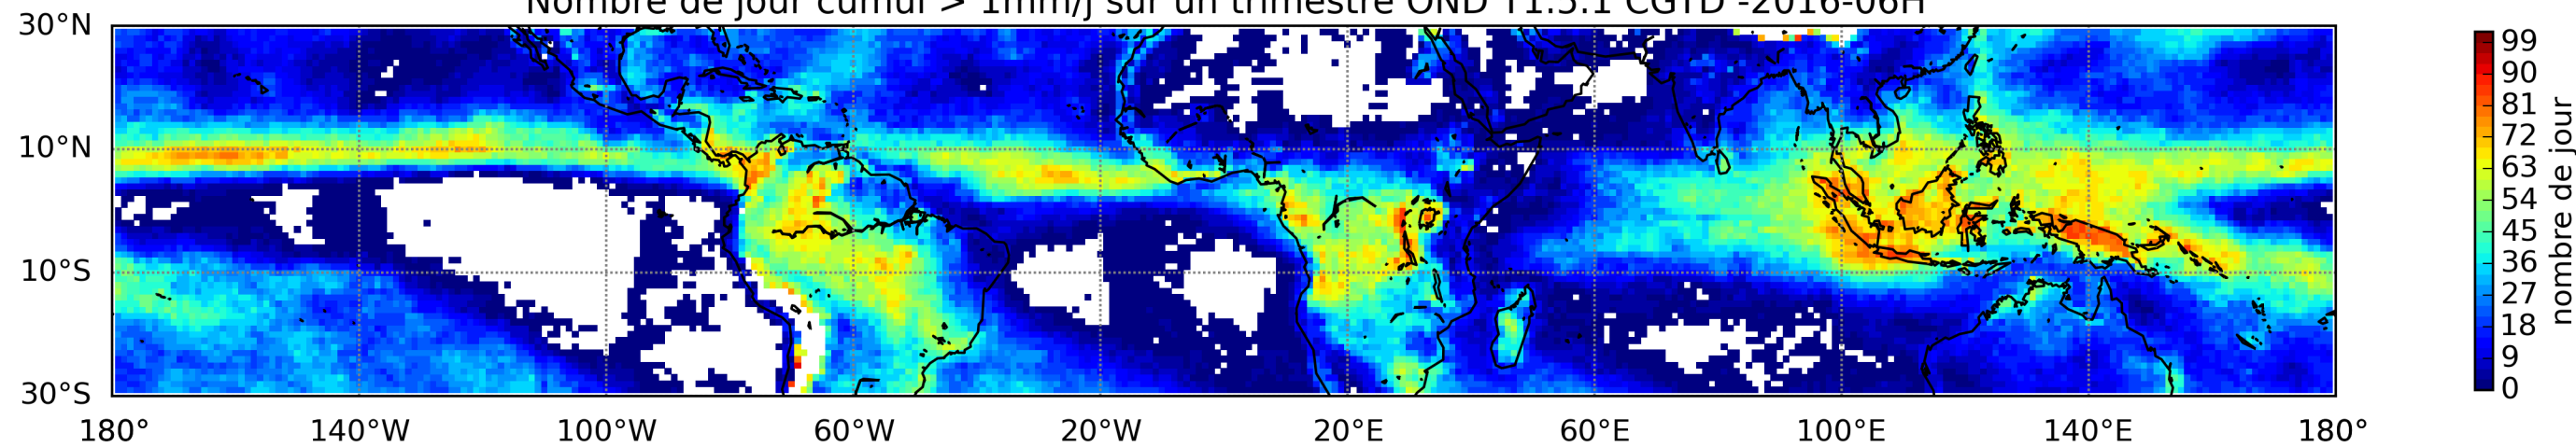 Nombre de jour cumul > 1mm/j sur un trimestre OND T1.5.1 CGTD -2016-06H
30°N
10°N
10°S
30°S
180° 140°W 100°W 60°W 20°W 20°E 60°E 100°E 140°E 180°
99
90
81
72
63
54
45
36
27
18
9
0
nombre de jour